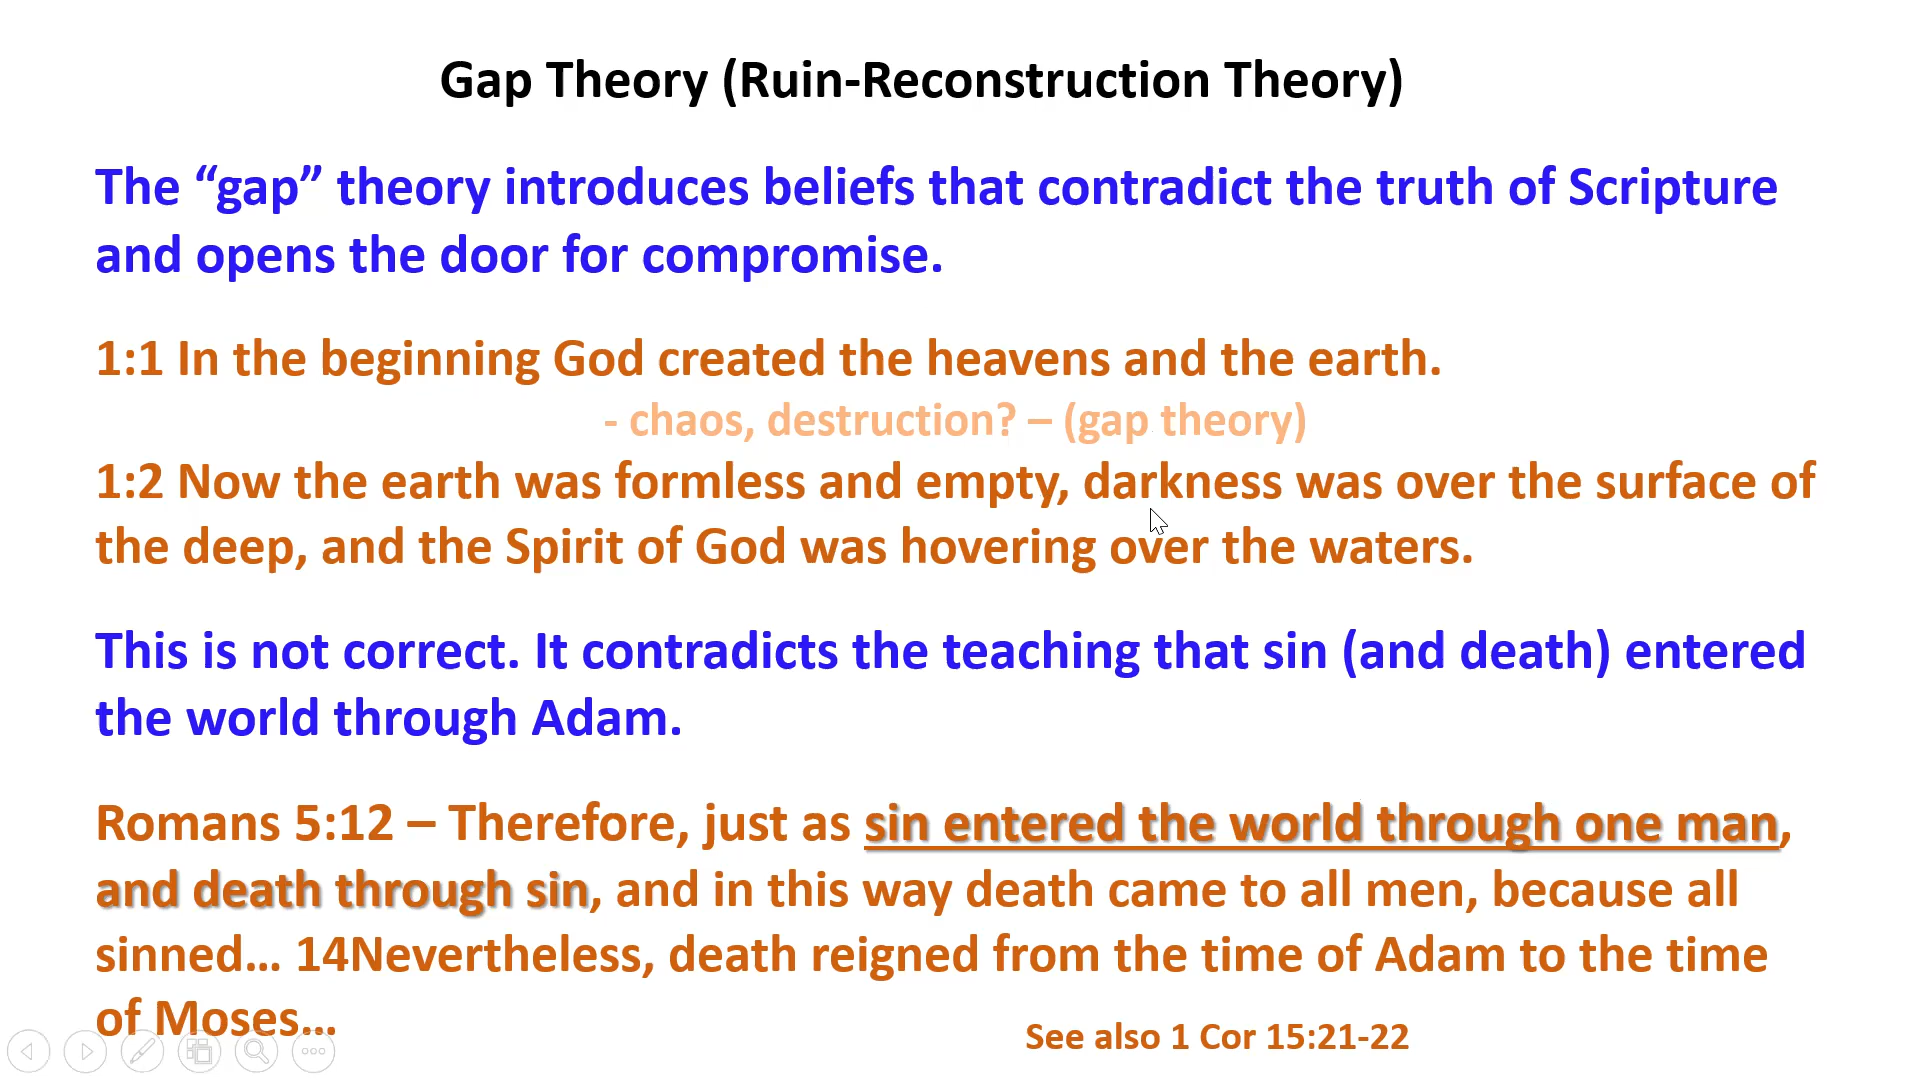 Gap Theory (Ruin-Reconstruction Theory)
The “gap” theory introduces beliefs that contradict the truth of Scripture
and opens the door for compromise.
1:1 In the beginning God created the heavens and the earth.
- chaos, destruction? – (gap theory)
1:2 Now the earth was formless and empty, darkness was over the surface of
the deep, and the Spirit of God was hovering over the waters.
This is not correct. It contradicts the teaching that sin (and death) entered
the world through Adam.
Romans 5:12 – Therefore, just as sin entered the world through one man,
and death through sin, and in this way death came to all men, because all
sinned… 14Nevertheless, death reigned from the time of Adam to the time
of Moses…
See also 1 Cor 15:21-22